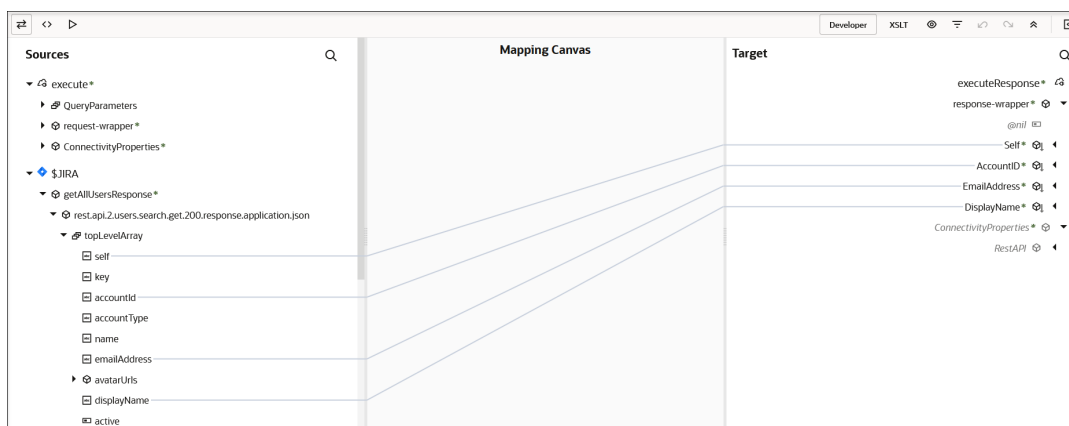 Developer XSLT
Sources
Mapping Canvas
Target
execute*
QueryParameters
request-wrapper*
ConnectivityProperties*
$JIRA
getAllUsersResponse*
rest.api.2.users.search.get.200.response.application.json
topLevelArray
self
key
accountId
accountType
name
emailAddress
avatarUrls
displayName
active
executeResponse*
response-wrapper*
@nil
Self*
AccountID*
EmailAddress*
DisplayName*
ConnectivityProperties*
RestAPI